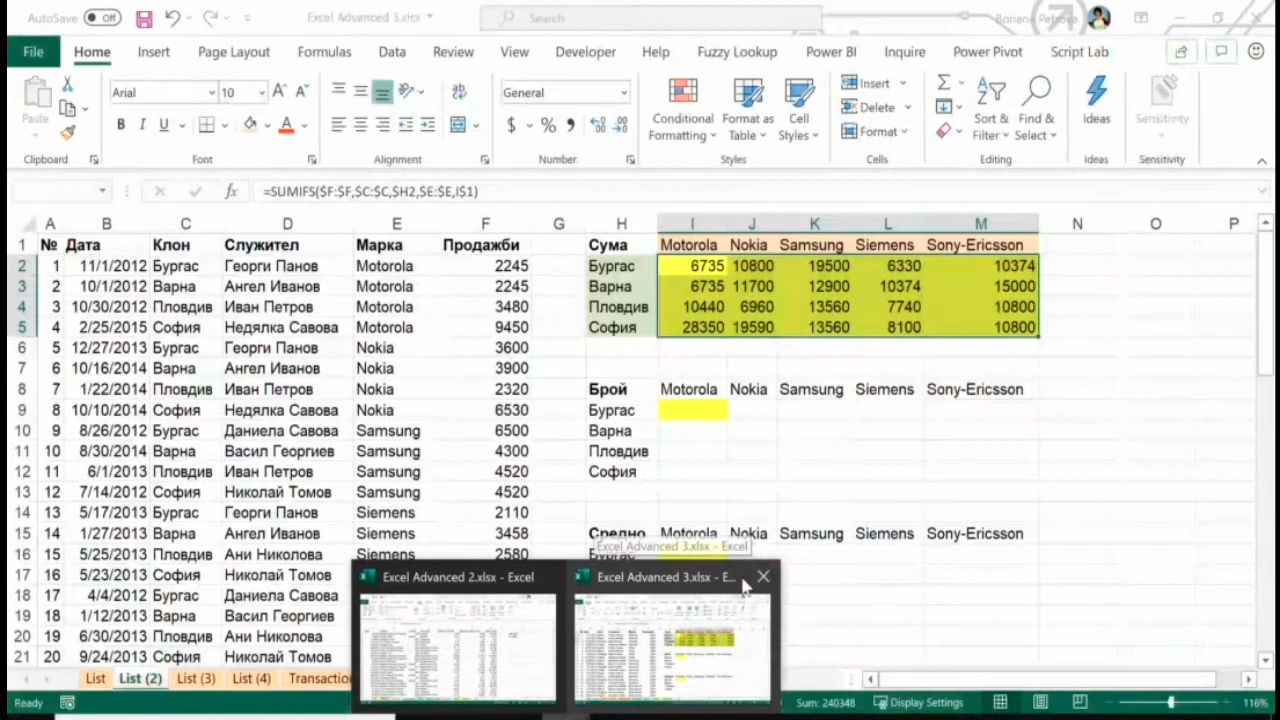 AutoSave Off Excel Advanced 3.xlsx Search
File Home Insert Page Layout Formulas Data Review View Developer Help Fuzzy Lookup Power BI Inquire Power Pivot Script Lab
Paste Arial 10 General Conditional Formatting Format as Table Cell Styles Insert Delete Format Sort & Filter Find & Select Ideas Sensitivity
Clipboard Font Alignment Number Styles Cells Editing Ideas Sensitivity
fx =SUMIFS($F:$F,$C:$C,$H2,$E:$E,I$1)
A B C D E F G H I J K L M N O P
1 № Дата Клон Служител Марка Продажби Сума Motorola Nokia Samsung Siemens Sony-Ericsson
2 1 11/1/2012 Бургас Георги Панов Motorola 2245 Бургас 6735 10800 19500 6330 10374
3 2 10/1/2012 Варна Ангел Иванов Motorola 2245 Варна 6735 11700 12900 10374 15000
4 3 10/30/2012 Пловдив Иван Петров Motorola 3480 Пловдив 10440 6960 13560 7740 10800
5 4 2/25/2015 София Недялка Савова Motorola 9450 София 28350 19590 13560 8100 10800
6 5 12/27/2013 Бургас Георги Панов Nokia 3600
7 6 10/16/2014 Варна Ангел Иванов Nokia 3900
8 7 1/22/2014 Пловдив Иван Петров Nokia 2320 Брой Motorola Nokia Samsung Siemens Sony-Ericsson
9 8 10/10/2014 София Недялка Савова Nokia 6530 Бургас
10 9 8/26/2012 Бургас Даниела Савова Samsung 6500 Варна
11 10 8/30/2014 Варна Васил Георгиев Samsung 4300 Пловдив
12 11 6/1/2013 Пловдив Иван Петров Samsung 4520 София
13 12 7/14/2012 София Николай Томов Samsung 4520
14 13 5/17/2013 Бургас Георги Панов Siemens 2110
15 14 1/27/2013 Варна Ангел Иванов Siemens 3458 Средно Motorola Nokia Samsung Siemens Sony-Ericsson
Excel Advanced 3.xlsx - Excel
16 15 5/25/2013 Пловдив Ани Николова Siemens 2580 Бургас
17 16 5/23/2013 София Николай Томов
Excel Advanced 2.xlsx - Excel Excel Advanced 3.xlsx - E...
18 17 4/4/2012 Бургас Даниела Савова
19 18 1/12/2013 Варна Васил Георгиев
20 19 6/30/2013 Пловдив Ани Николова
21 20 9/24/2013 София Николай Томов
List List (2) List (3) List (4)
Ready Sum: 240348 Display Settings 116%